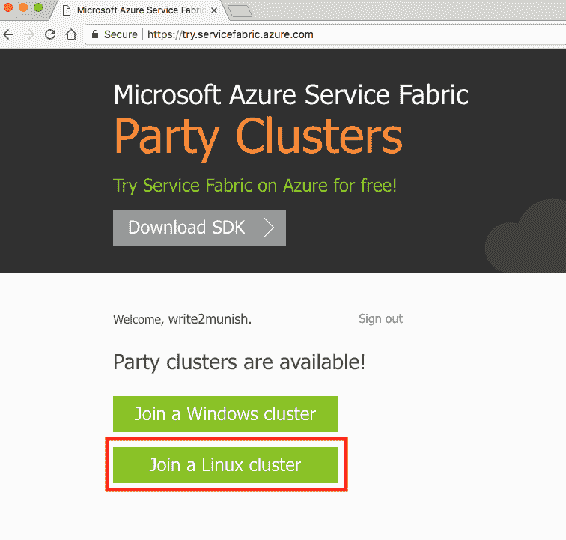 Microsoft Azure Service Fabric
Secure https://try.servicefabric.azure.com
Microsoft Azure Service Fabric
Party Clusters
Try Service Fabric on Azure for free!
Download SDK
Welcome, write2munish.
Sign out
Party clusters are available!
Join a Windows cluster
Join a Linux cluster